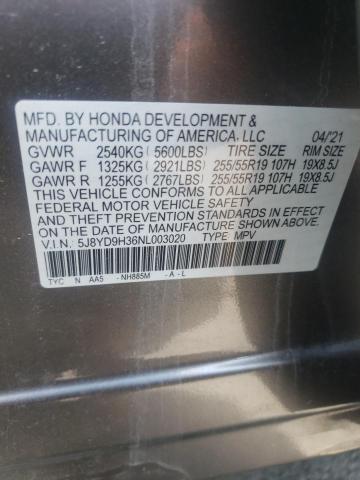 MFD. BY HONDA DEVELOPMENT &
MANUFACTURING OF AMERICA, LLC 04/'21
GVWR 2540KG (5600LBS) TIRE SIZE RIM SIZE
GAWR F 1325KG (2921LBS) 255/55R19 107H 19X8.5J
GAWR R 1255KG (2767LBS) 255/55R19 107H 19X8.5J
THIS VEHICLE CONFORMS TO ALL APPLICABLE
FEDERAL MOTOR VEHICLE SAFETY
AND THEFT PREVENTION STANDARDS IN EFFECT
ON THE DATE OF MANUFACTURE SHOWN ABOVE.
V.I.N. 5J8YD9H36NL003020 TYPE: MPV
TYC N AA5 -NH885M -A-L